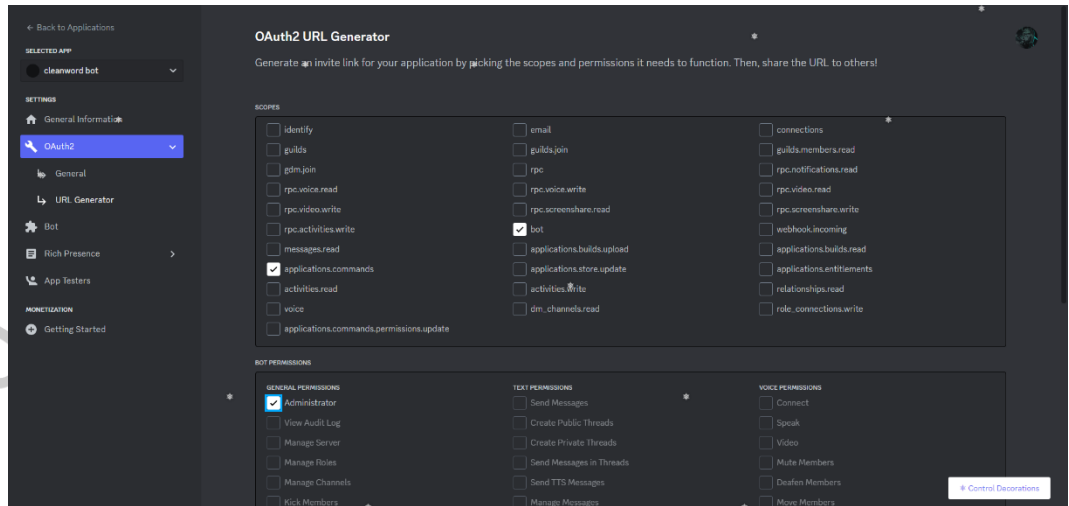 ← Back to Applications
SELECTED APP
cleanword bot
SETTINGS
General Information
OAuth2
General
URL Generator
Bot
Rich Presence
App Testers
MONETIZATION
Getting Started
OAuth2 URL Generator
Generate an invite link for your application by picking the scopes and permissions it needs to function. Then, share the URL to others!
SCOPES
identify
email
connections
guilds
guilds.join
guilds.members.read
gdm.join
rpc
rpc.notifications.read
rpc.voice.read
rpc.voice.write
rpc.video.read
rpc.video.write
rpc.screenshare.read
rpc.screenshare.write
rpc.activities.write
bot
webhook.incoming
messages.read
applications.builds.upload
applications.builds.read
applications.commands
applications.store.update
applications.entitlements
activities.read
activities.write
relationships.read
voice
dm_channels.read
role_connections.write
applications.commands.permissions.update
BOT PERMISSIONS
GENERAL PERMISSIONS
TEXT PERMISSIONS
VOICE PERMISSIONS
Administrator
Send Messages
Connect
View Audit Log
Create Public Threads
Speak
Manage Server
Create Private Threads
Video
Manage Roles
Send Messages in Threads
Mute Members
Manage Channels
Send TTS Messages
Deafen Members
Kick Members
Manage Messages
Move Members
Control Decorations